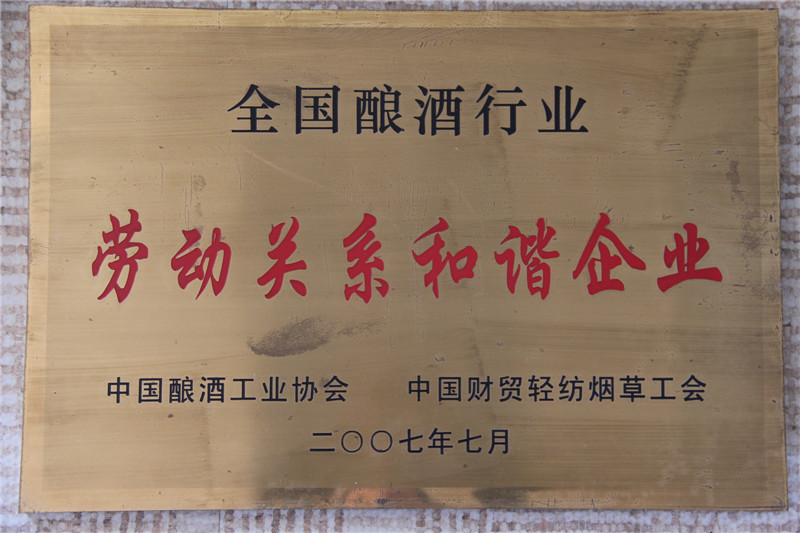 全国酿酒行业
劳动关系和谐企业
中国酿酒工业协会 中国财贸轻纺烟草工会
二〇〇七年七月